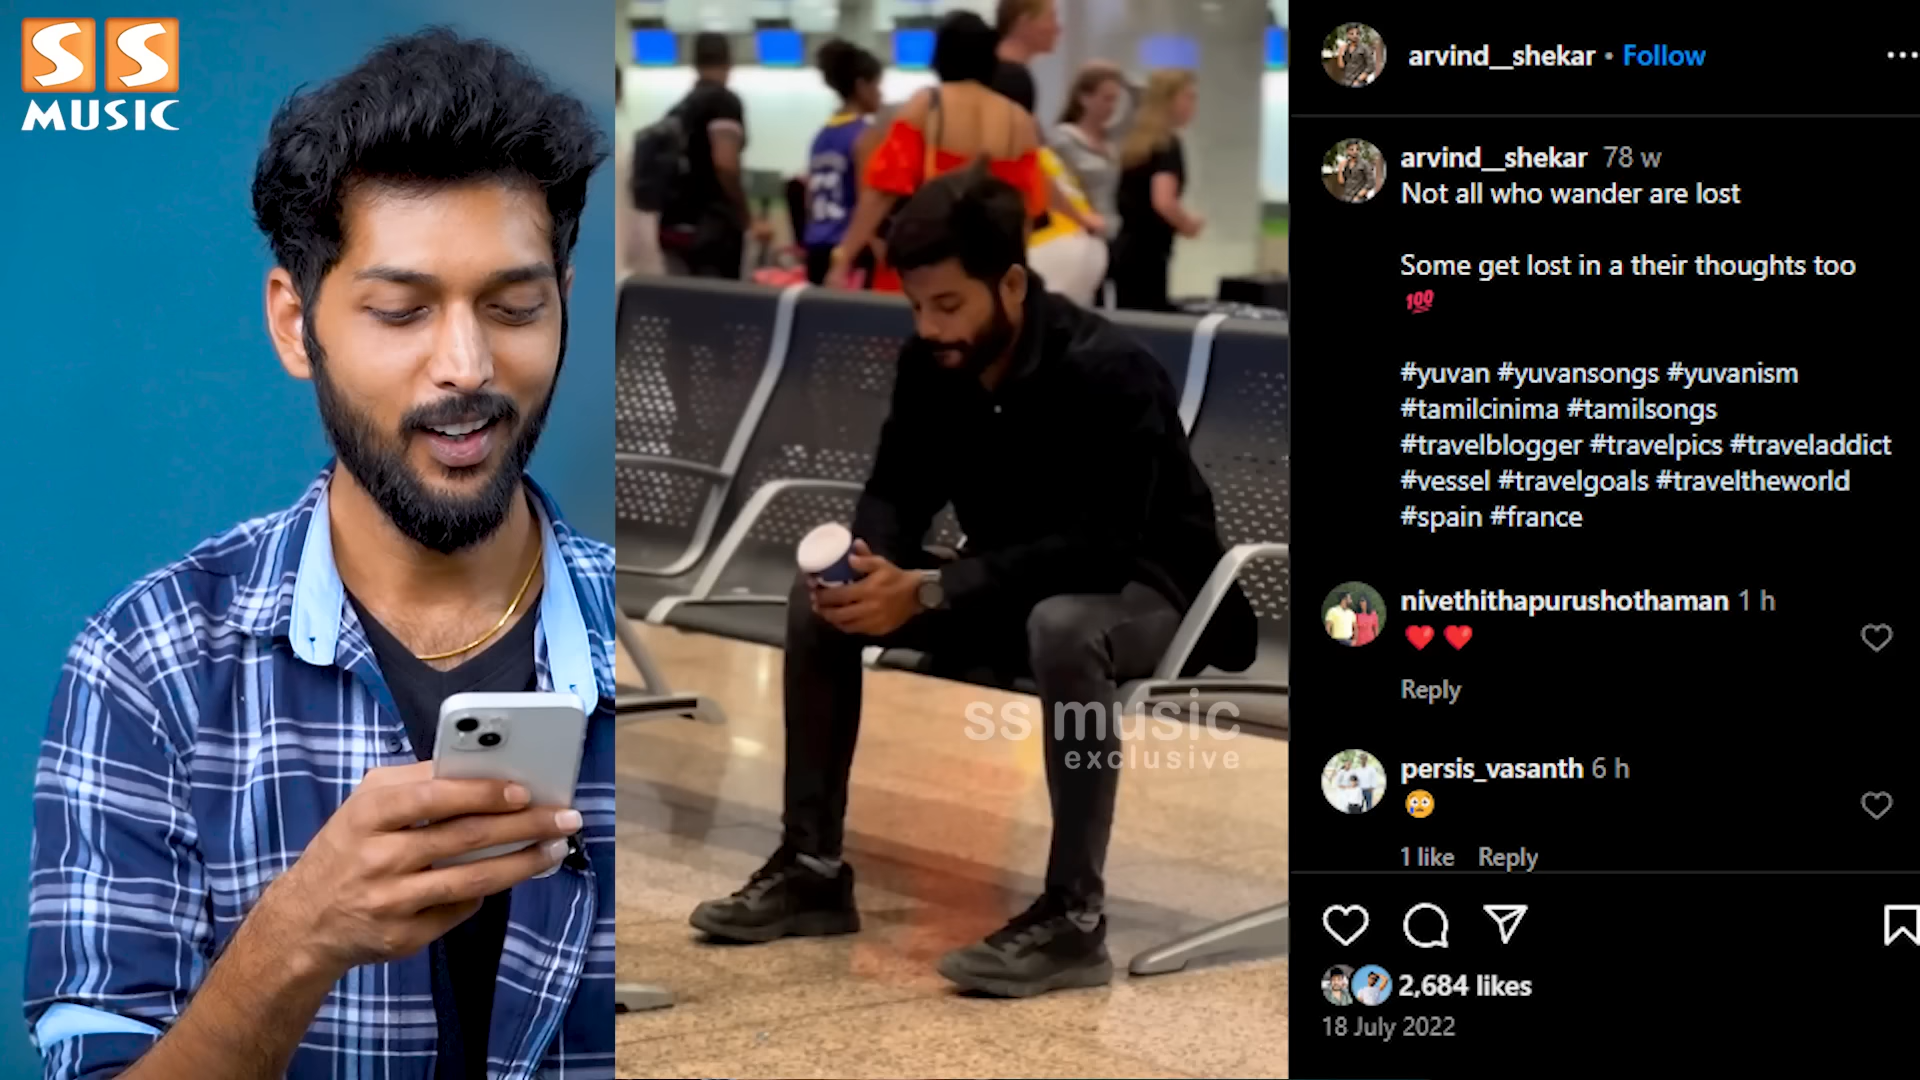 S S
MUSIC
ss music
exclusive
arvind__shekar • Follow
arvind__shekar 78 w
Not all who wander are lost
Some get lost in a their thoughts too
💯
#yuvan #yuvansongs #yuvanism
#tamilcinima #tamilsongs
#travelblogger #travelpics #traveladdict
#vessel #travelgoals #traveltheworld
#spain #france
nivethithapurushothaman 1 h
❤️ ❤️
Reply
persis_vasanth 6 h
😢
1 like Reply
2,684 likes
18 July 2022